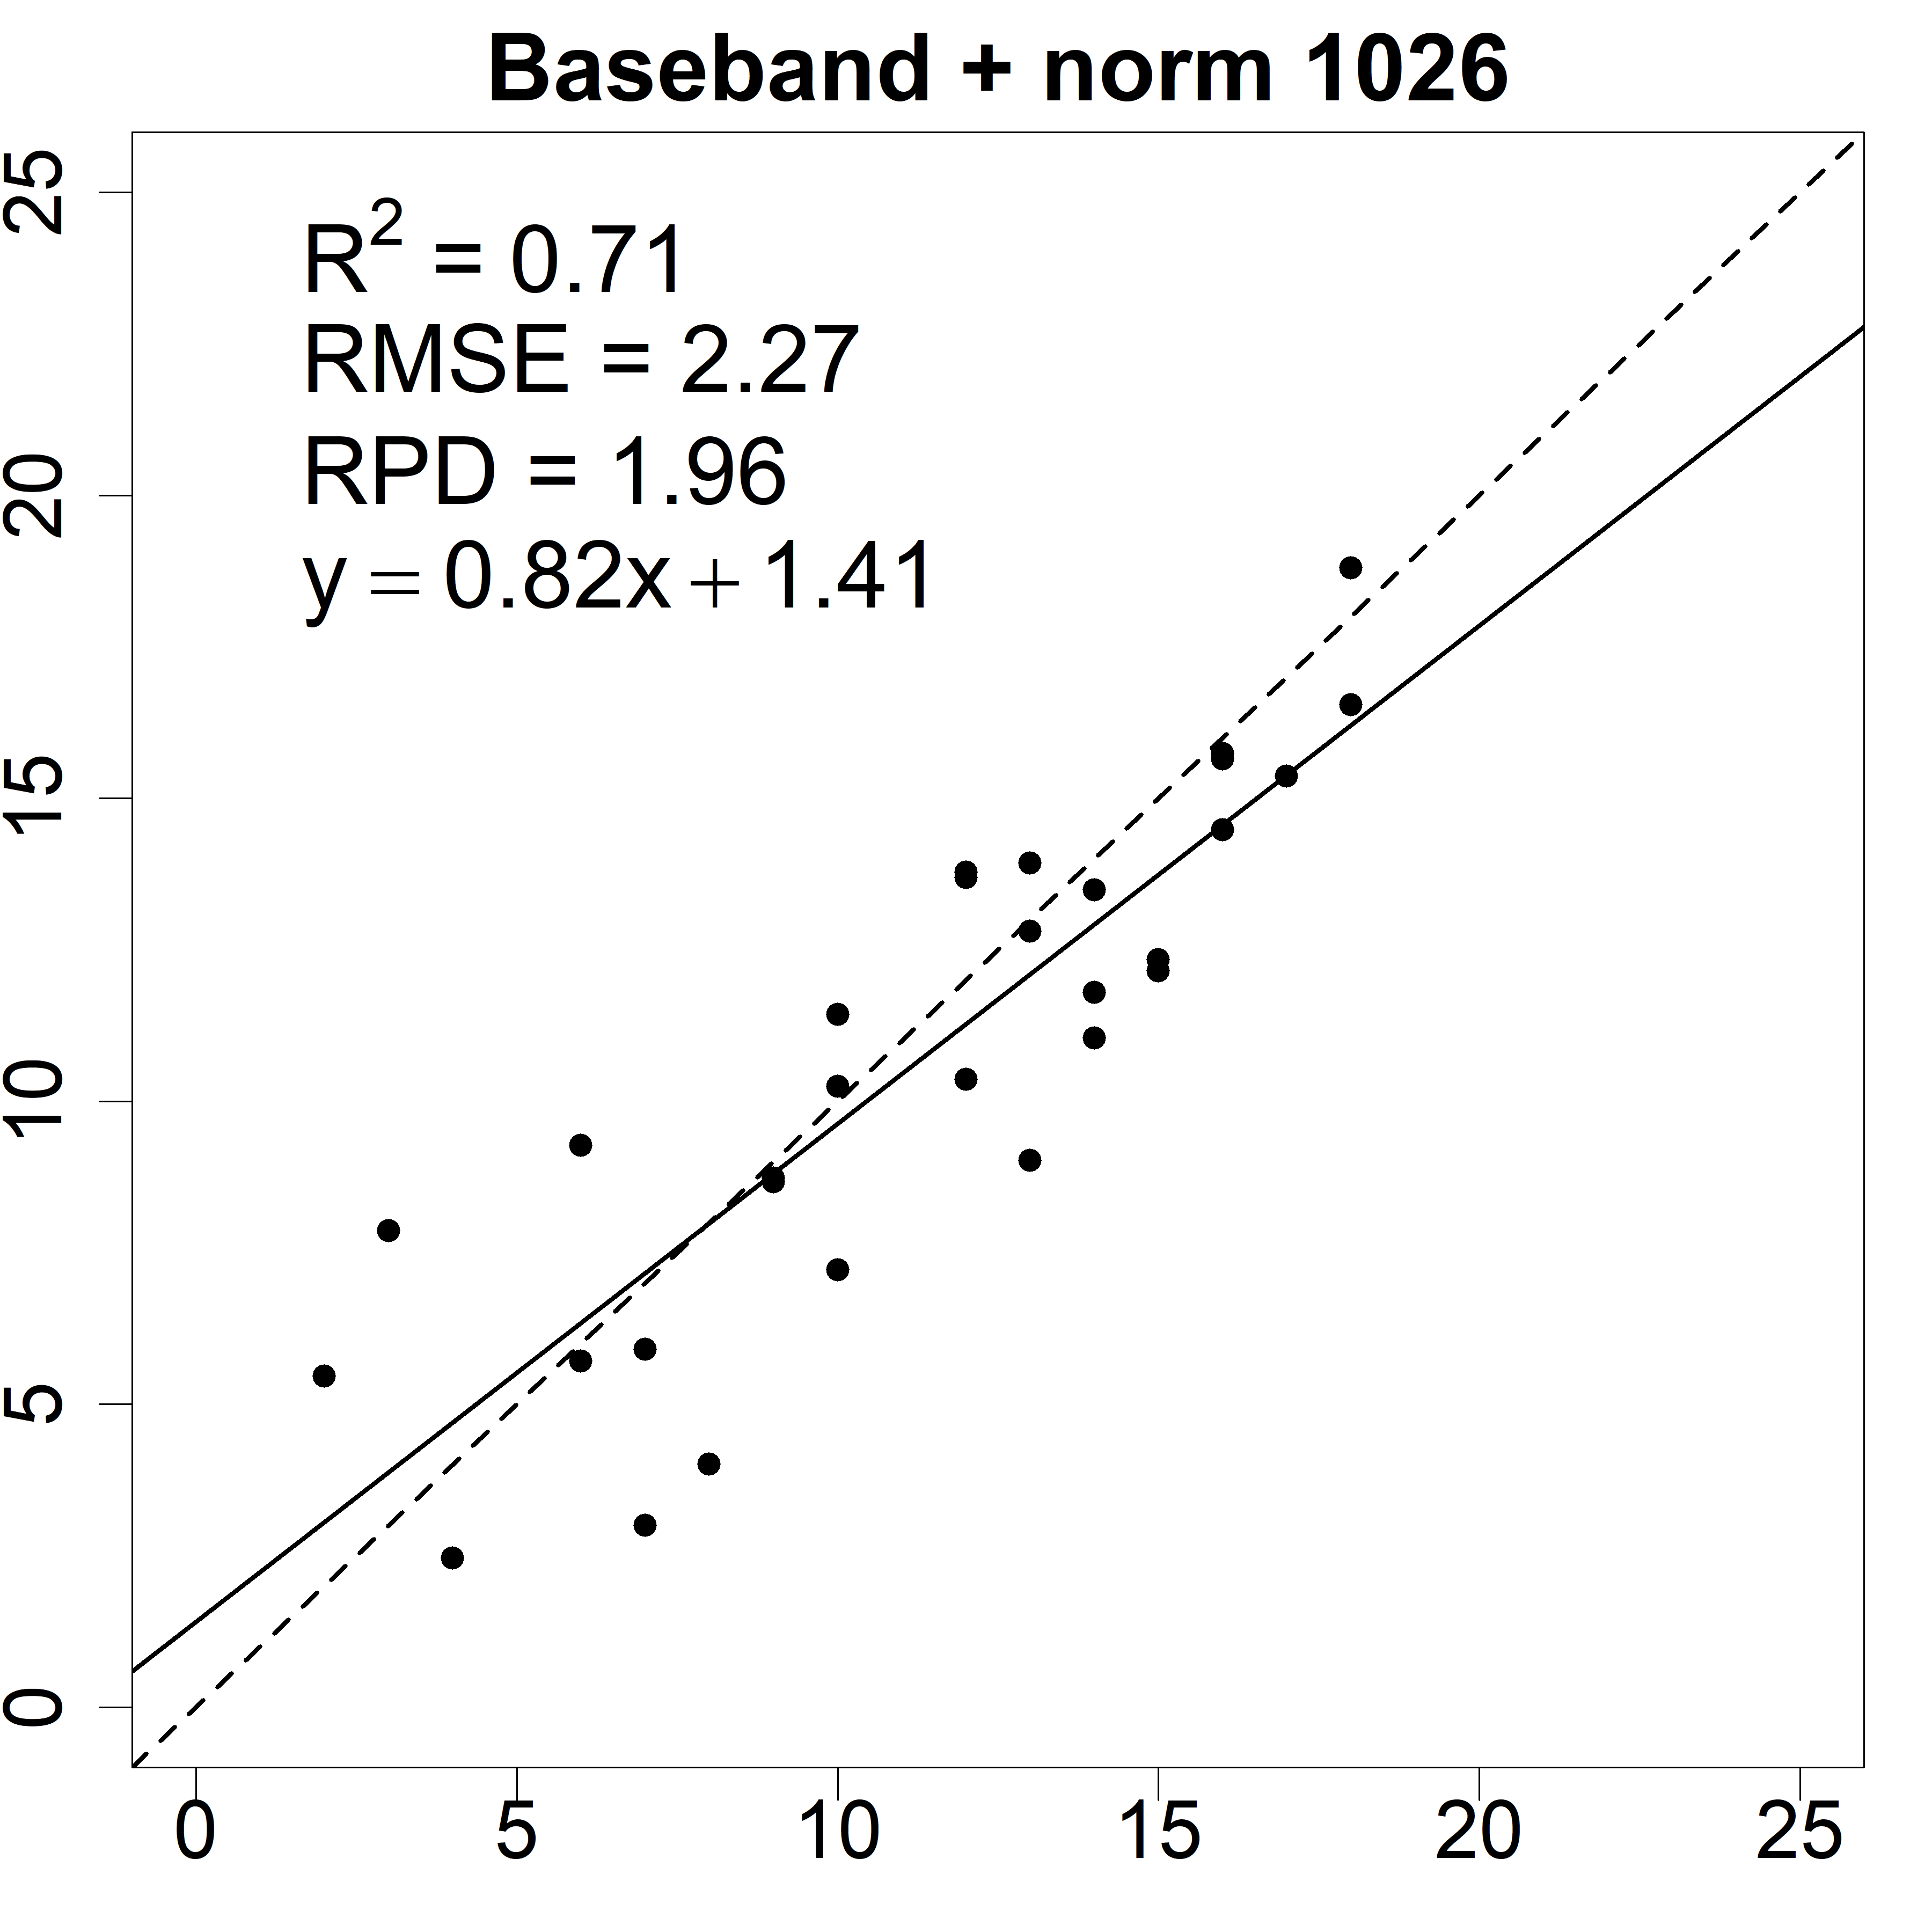 Baseband + norm 1026
R² = 0.71
RMSE = 2.27
RPD = 1.96
y = 0.82x + 1.41
25
20
15
10
5
0
0 5 10 15 20 25